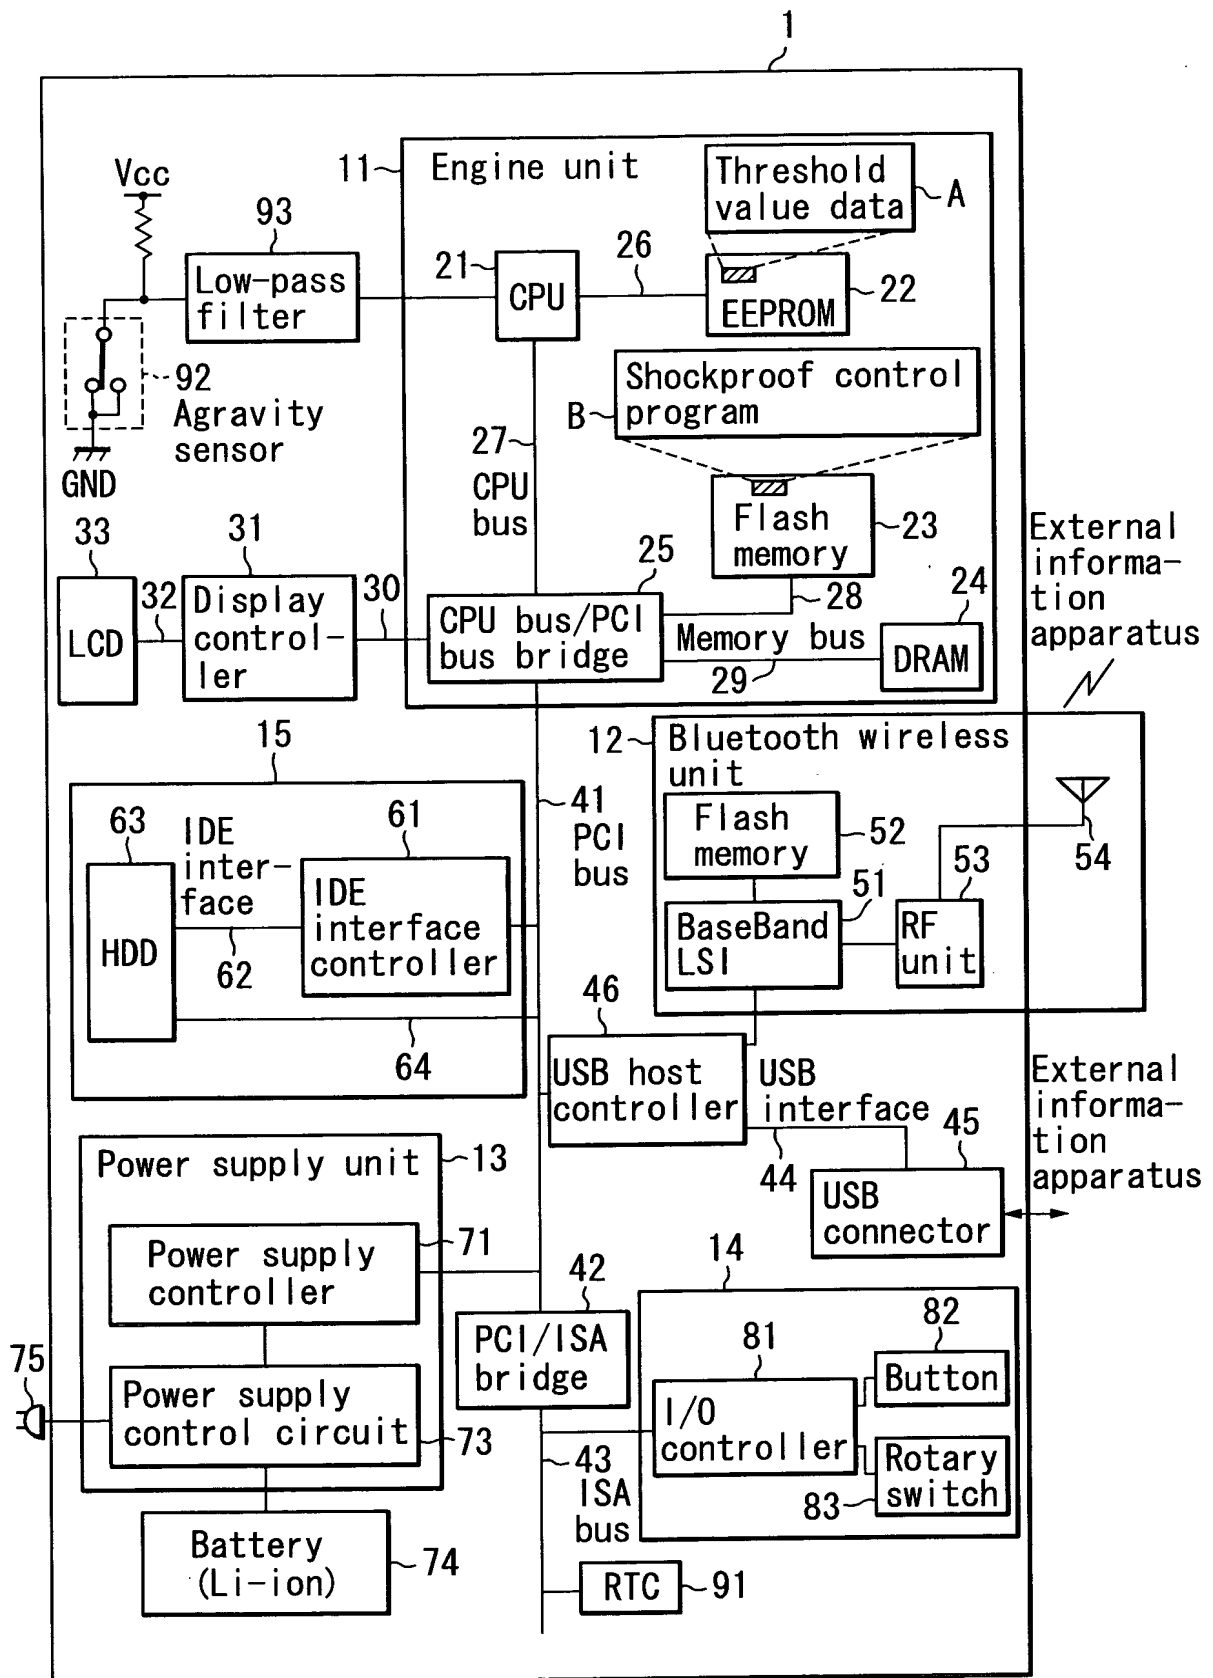 1
11
Engine unit
Threshold
value data
A
Vcc
93
Low-pass
filter
21
CPU
26
EEPROM
22
92
Agravity
sensor
GND
Shockproof control
program
B
27
CPU
bus
Flash
memory
23
33
LCD
32
31
Display
control-
ler
30
25
CPU bus/PCI
bus bridge
28
Memory bus
29
24
DRAM
External
informa-
tion
apparatus
15
63
HDD
IDE
inter-
face
62
61
IDE
interface
controller
64
41
PCI
bus
12
Bluetooth wireless
unit
Flash
memory
52
51
BaseBand
LSI
53
RF
unit
54
46
USB host
controller
USB
interface
44
45
USB
connector
External
informa-
tion
apparatus
Power supply unit
13
Power supply
controller
71
75
Power supply
control circuit
73
Battery
(Li-ion)
74
42
PCI/ISA
bridge
43
ISA
bus
14
81
I/O
controller
82
Button
Rotary
switch
83
RTC
91